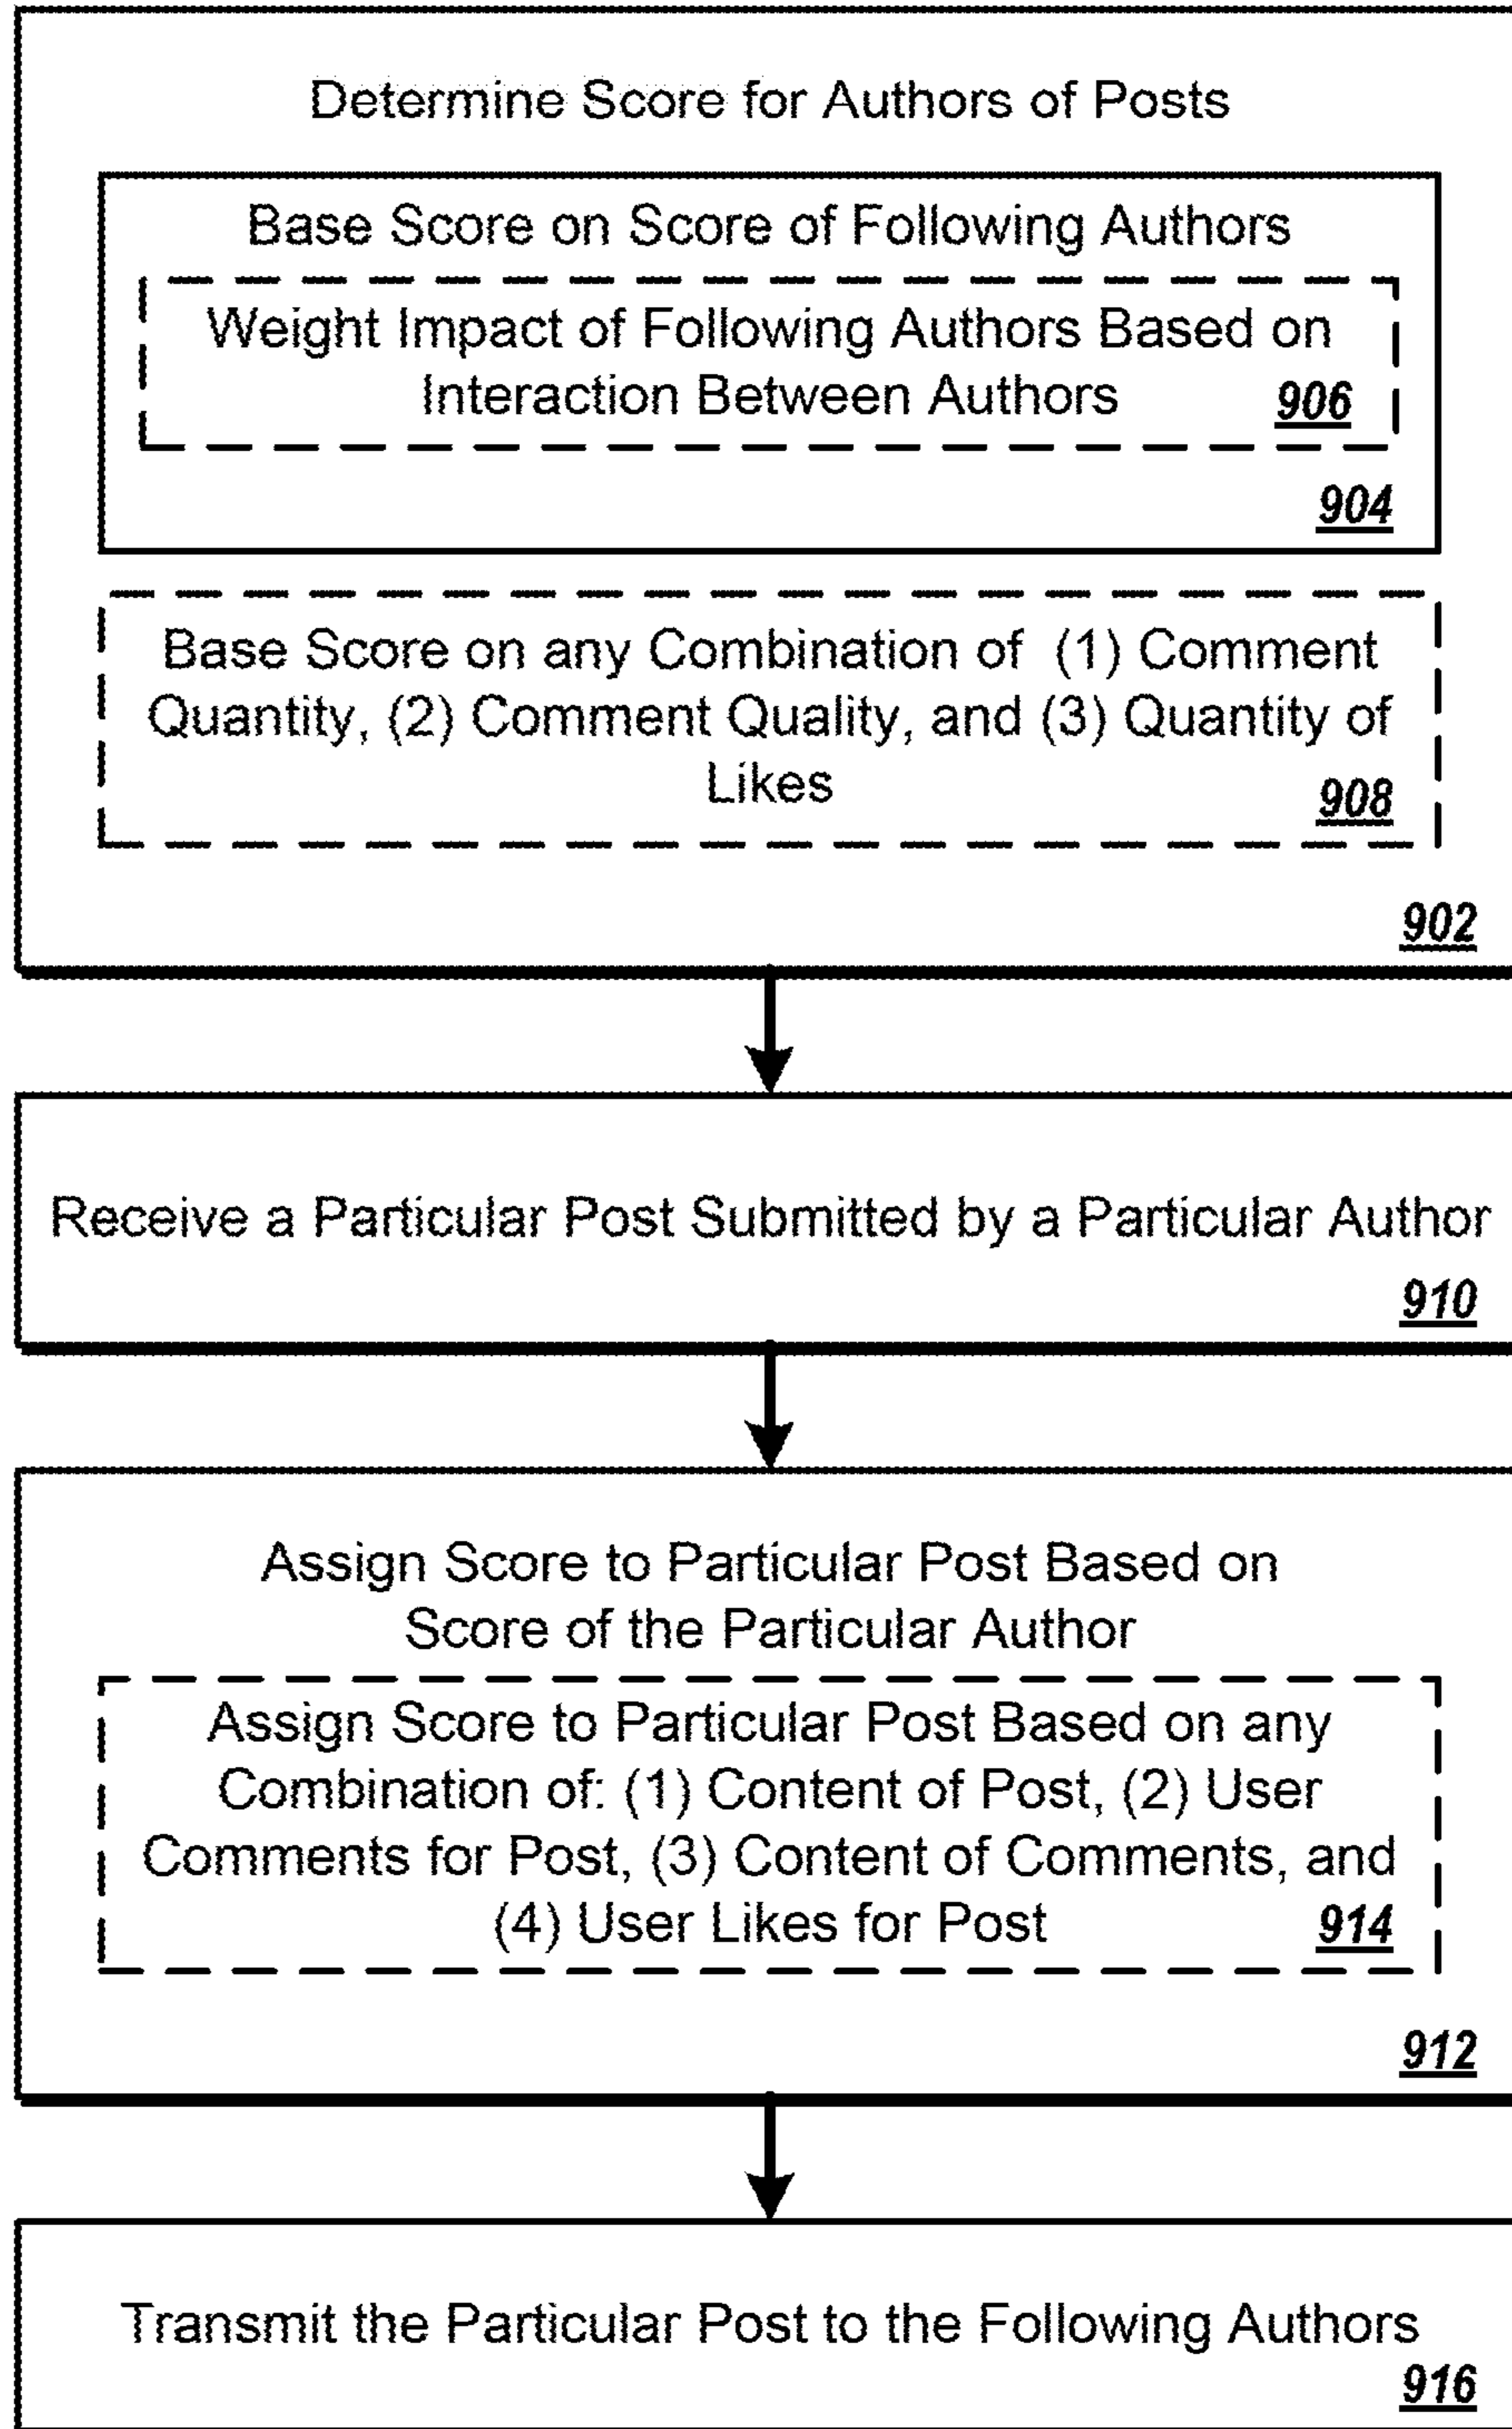 Determine Score for Authors of Posts
Base Score on Score of Following Authors
Weight Impact of Following Authors Based on
Interaction Between Authors 906
904
Base Score on any Combination of (1) Comment
Quantity, (2) Comment Quality, and (3) Quantity of
Likes 908
902
Receive a Particular Post Submitted by a Particular Author
910
Assign Score to Particular Post Based on
Score of the Particular Author
Assign Score to Particular Post Based on any
Combination of: (1) Content of Post, (2) User
Comments for Post, (3) Content of Comments, and
(4) User Likes for Post 914
912
Transmit the Particular Post to the Following Authors
916